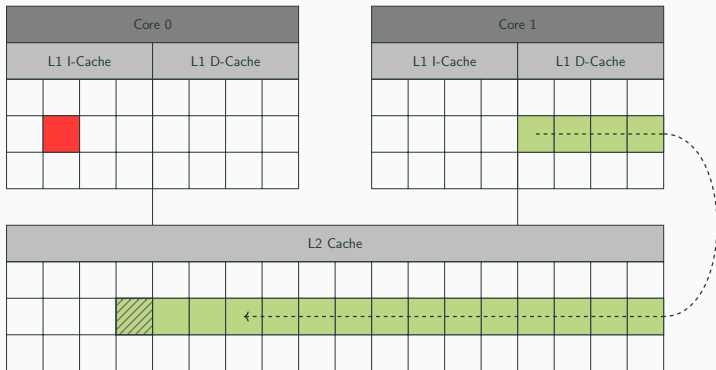 Core 0
Core 1
L1 I-Cache
L1 D-Cache
L1 I-Cache
L1 D-Cache
L2 Cache